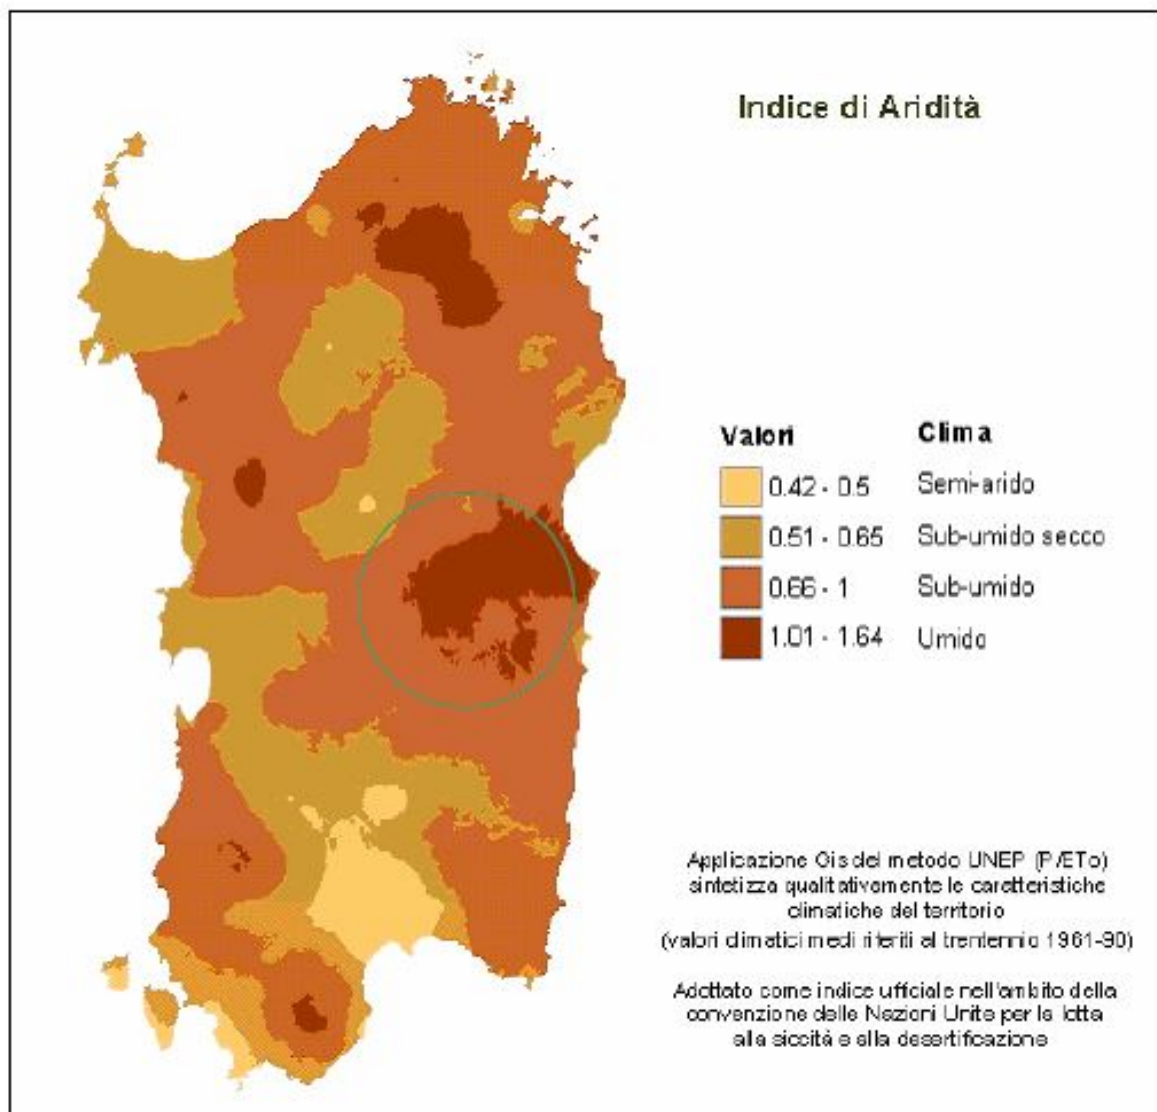 Indice di Aridità
Valori Clima
0.42 - 0.5 Semi-arido
0.51 - 0.65 Sub-umido secco
0.66 - 1 Sub-umido
1.01 - 1.64 Umido
Applicazione Gis del metodo UNEP (P/ETo)
sintetizza qualitativamente le caratteristiche
climatiche del territorio
(valori climatici medi riferiti al trentennio 1961-90)
Adottato come indice ufficiale nell'ambito della
convenzione delle Nazioni Unite per la lotta
alla siccità e alla desertificazione